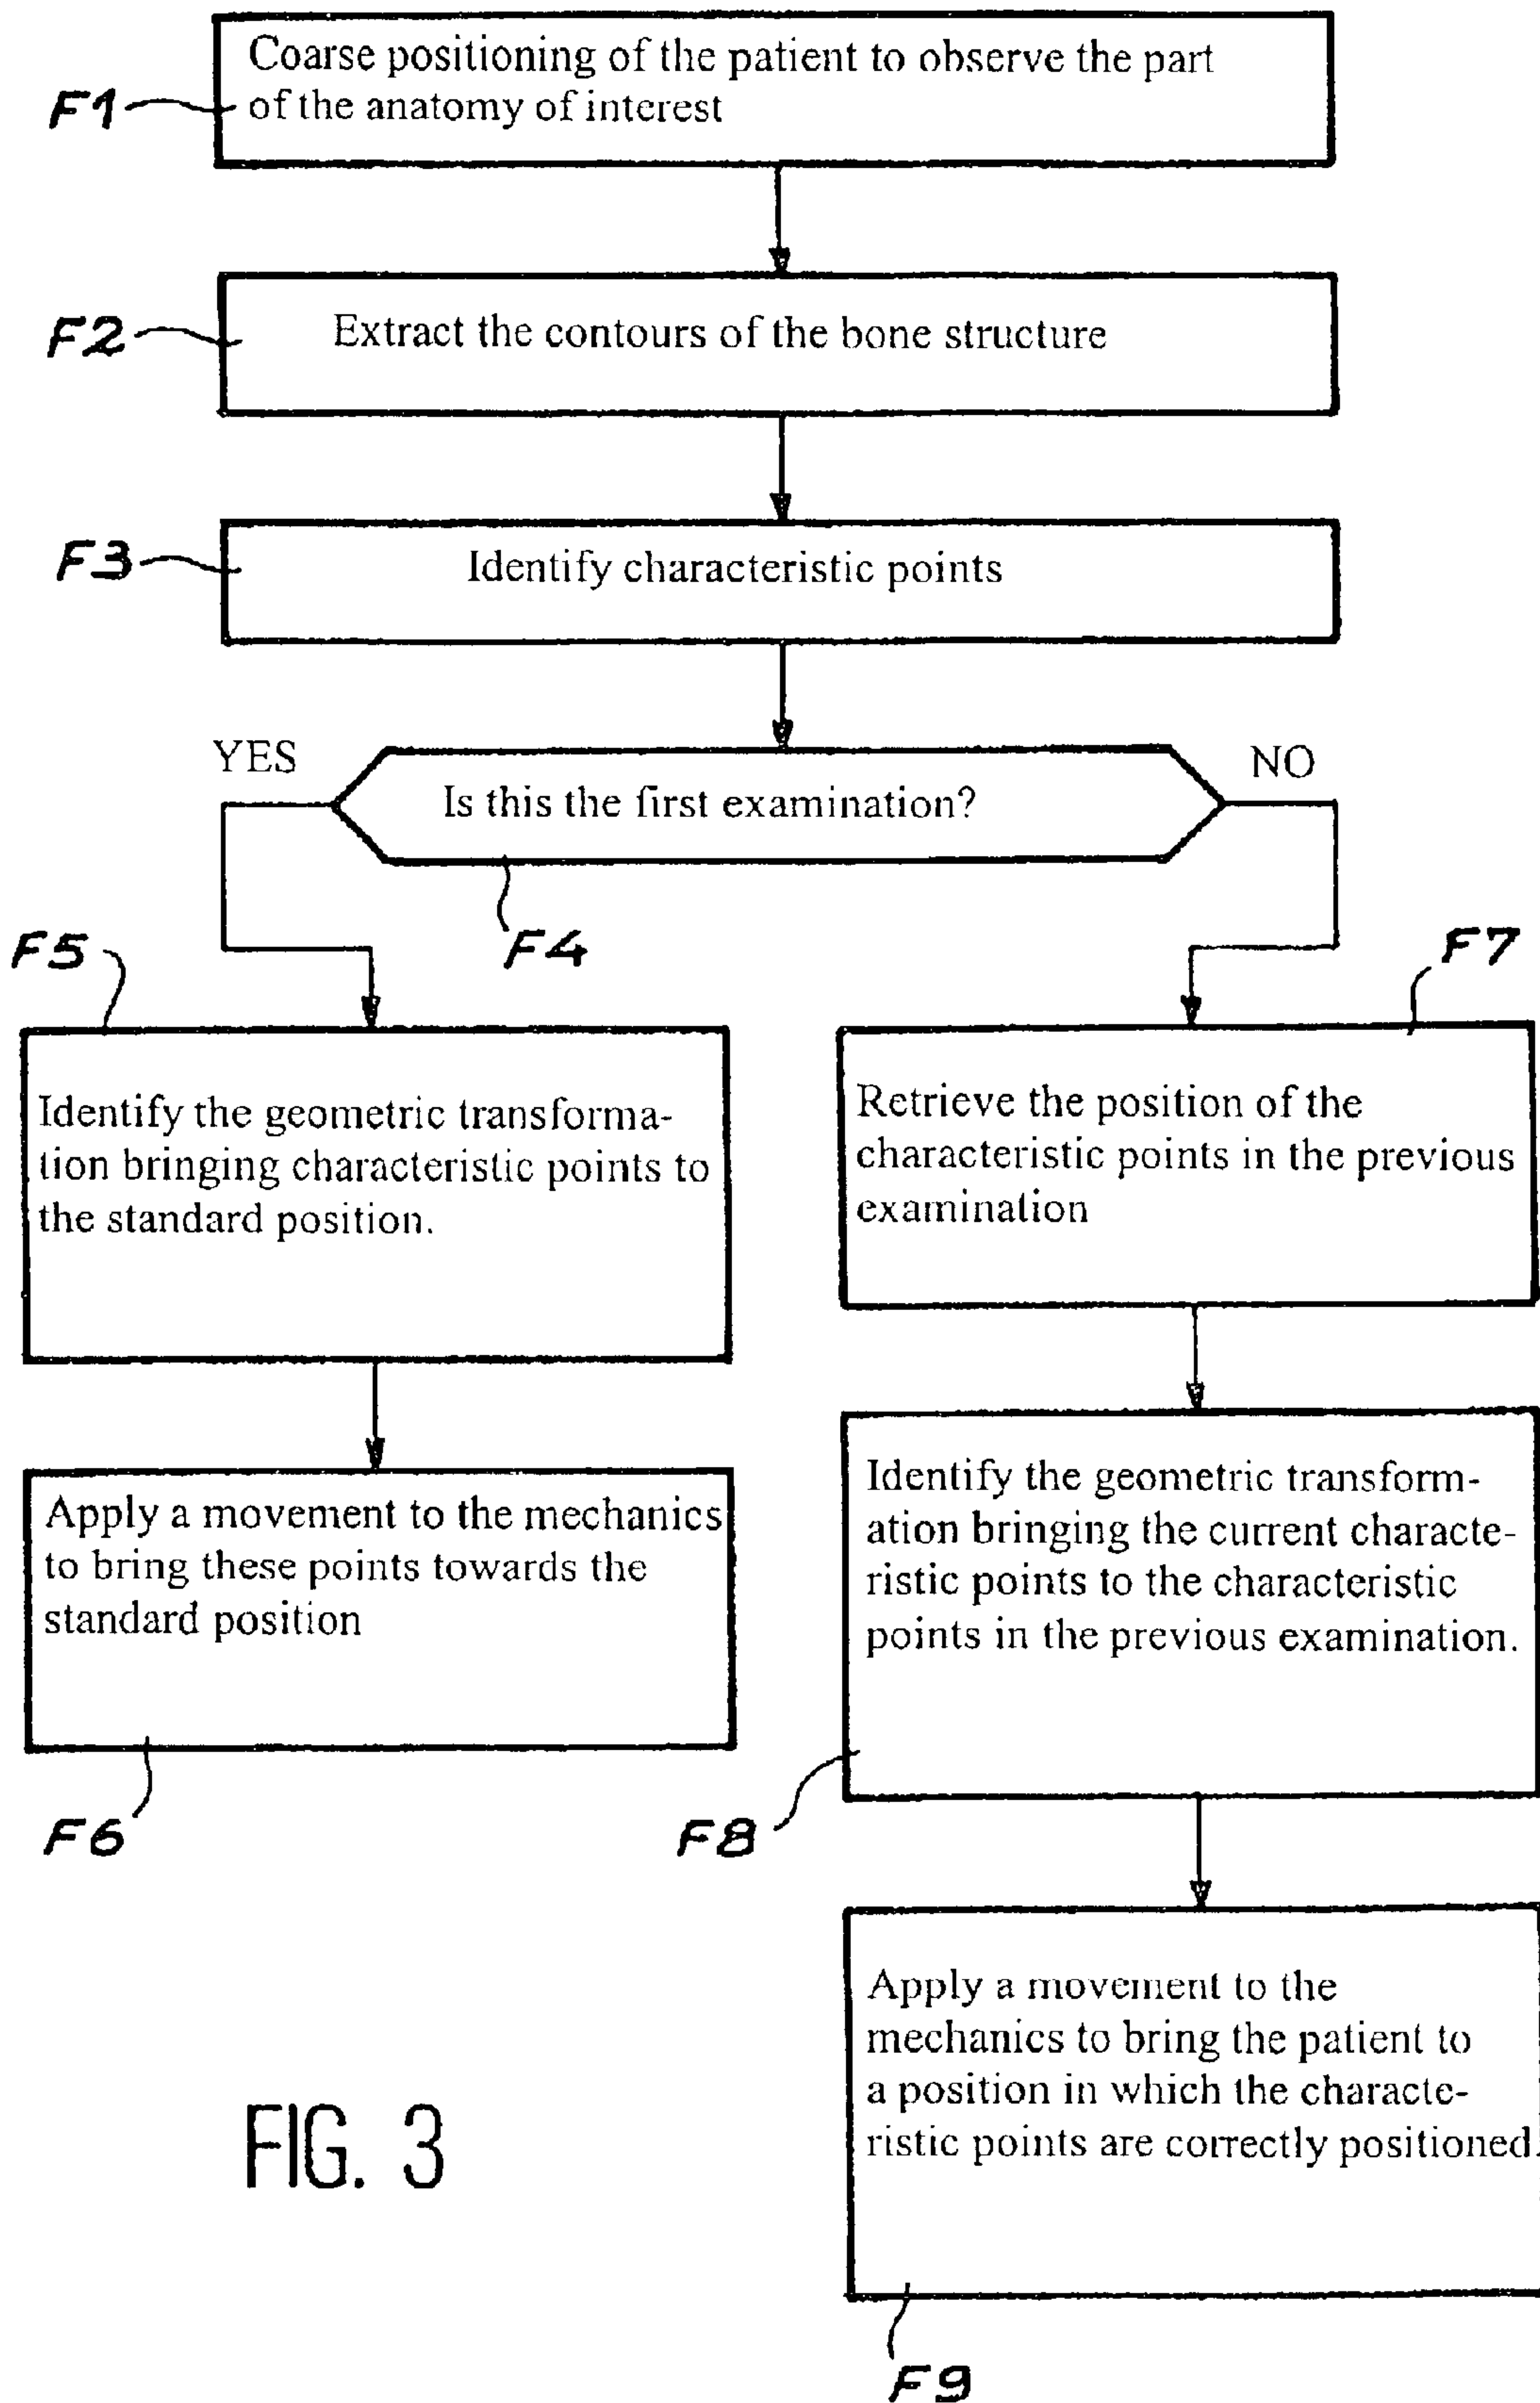 Coarse positioning of the patient to observe the part
F1
of the anatomy of interest
F2
Extract the contours of the bone structure
F3
Identify characteristic points
YES
NO
Is this the first examination?
F4
F5
Identify the geometric transforma-
tion bringing characteristic points to
the standard position.
Apply a movement to the mechanics
to bring these points towards the
standard position
F6
F7
Retrieve the position of the
characteristic points in the previous
examination
Identify the geometric transform-
ation bringing the current characte-
ristic points to the characteristic
points in the previous examination.
F8
Apply a movement to the
mechanics to bring the patient to
a position in which the characte-
ristic points are correctly positioned.
F9
FIG. 3